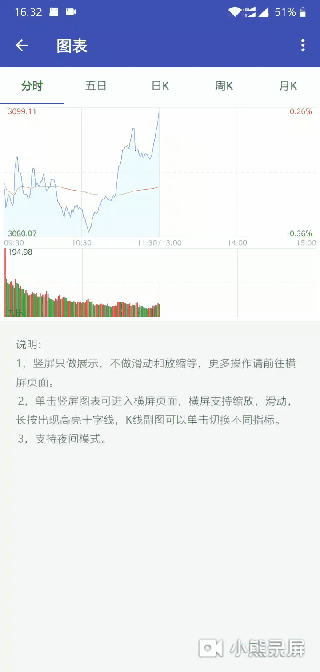 16.32 51%
图表
分时 五日 日K 周K 月K
3099.11 0.26%
3080.07 -0.36%
09:30 10:30 11:30/13:00 14:00 15:00
194.98
说明:
1，竖屏只做展示，不做滑动和放缩等，更多操作请前往横
屏页面。
2，单击竖屏图表可进入横屏页面，横屏支持缩放，滑动，
长按出现高亮十字线，K线副图可以单击切换不同指标。
3，支持夜间模式。
小熊录屏